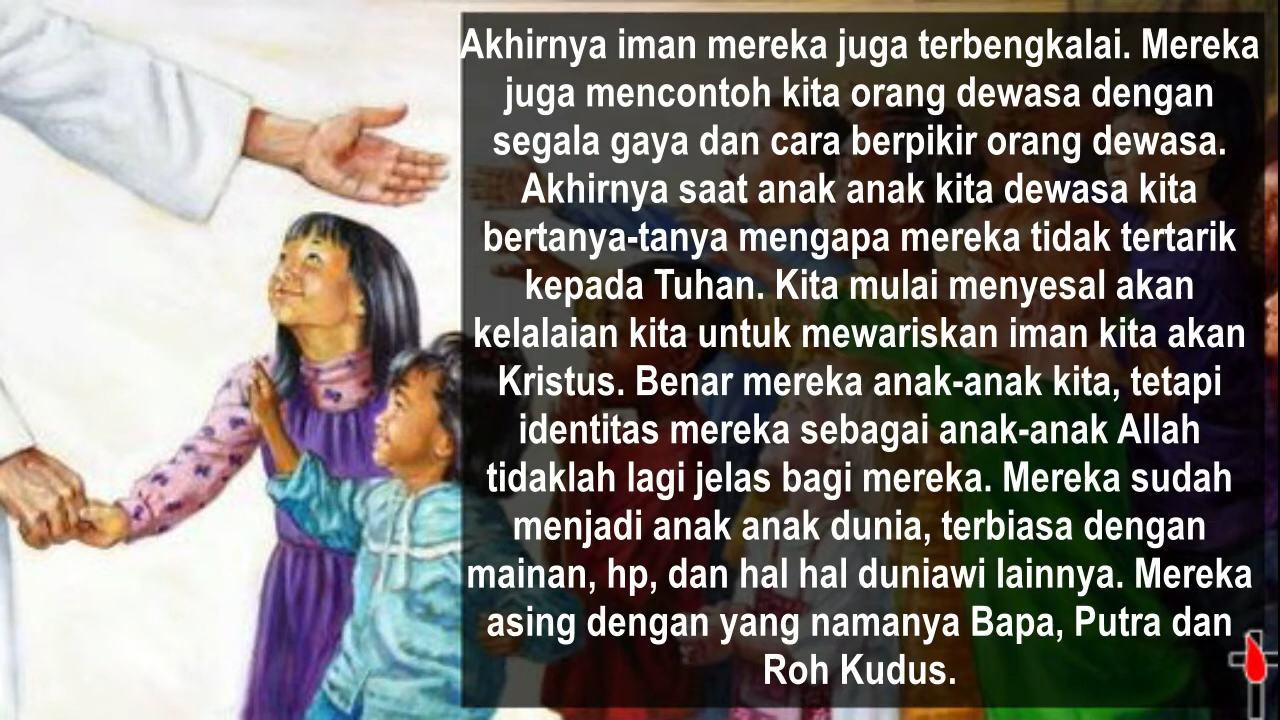 Akhirnya iman mereka juga terbengkalai. Mereka
juga mencontoh kita orang dewasa dengan
segala gaya dan cara berpikir orang dewasa.
Akhirnya saat anak anak kita dewasa kita
bertanya-tanya mengapa mereka tidak tertarik
kepada Tuhan. Kita mulai menyesal akan
kelalaian kita untuk mewariskan iman kita akan
Kristus. Benar mereka anak-anak kita, tetapi
identitas mereka sebagai anak-anak Allah
tidaklah lagi jelas bagi mereka. Mereka sudah
menjadi anak anak dunia, terbiasa dengan
mainan, hp, dan hal hal duniawi lainnya. Mereka
asing dengan yang namanya Bapa, Putra dan
Roh Kudus.